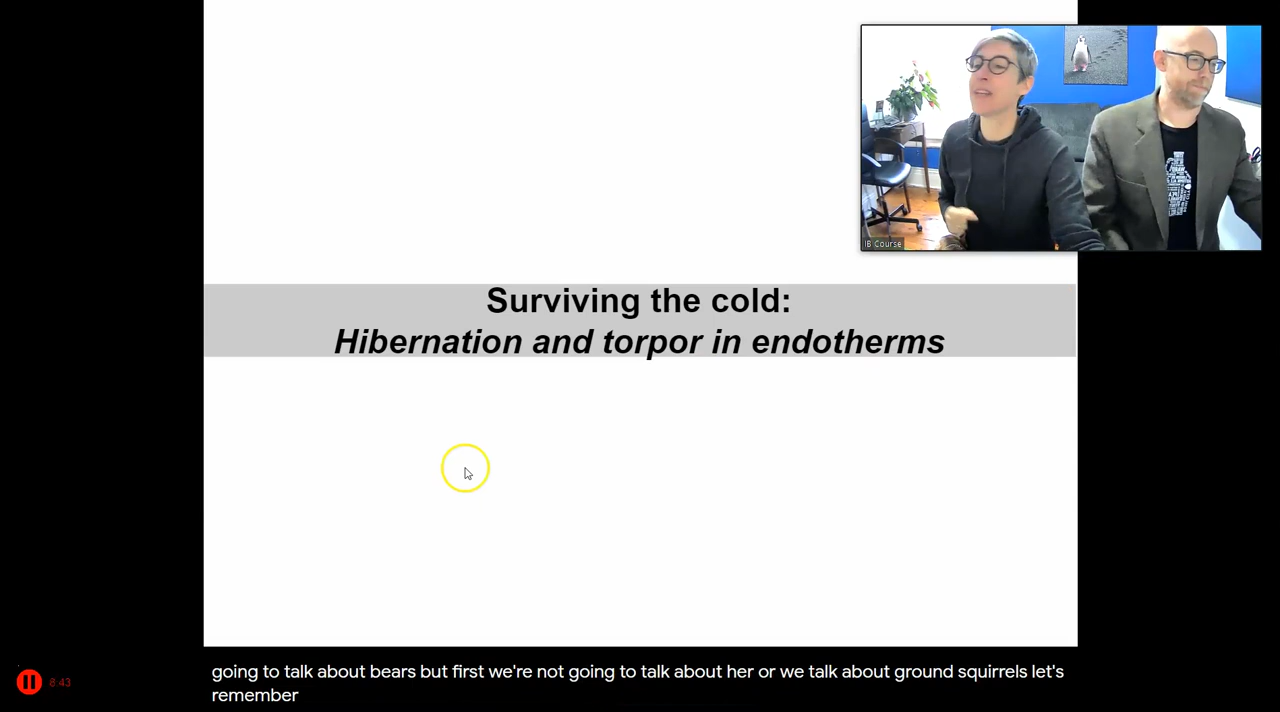 Surviving the cold:
Hibernation and torpor in endotherms
IB Course
8:43
going to talk about bears but first we're not going to talk about her or we talk about ground squirrels let's
remember